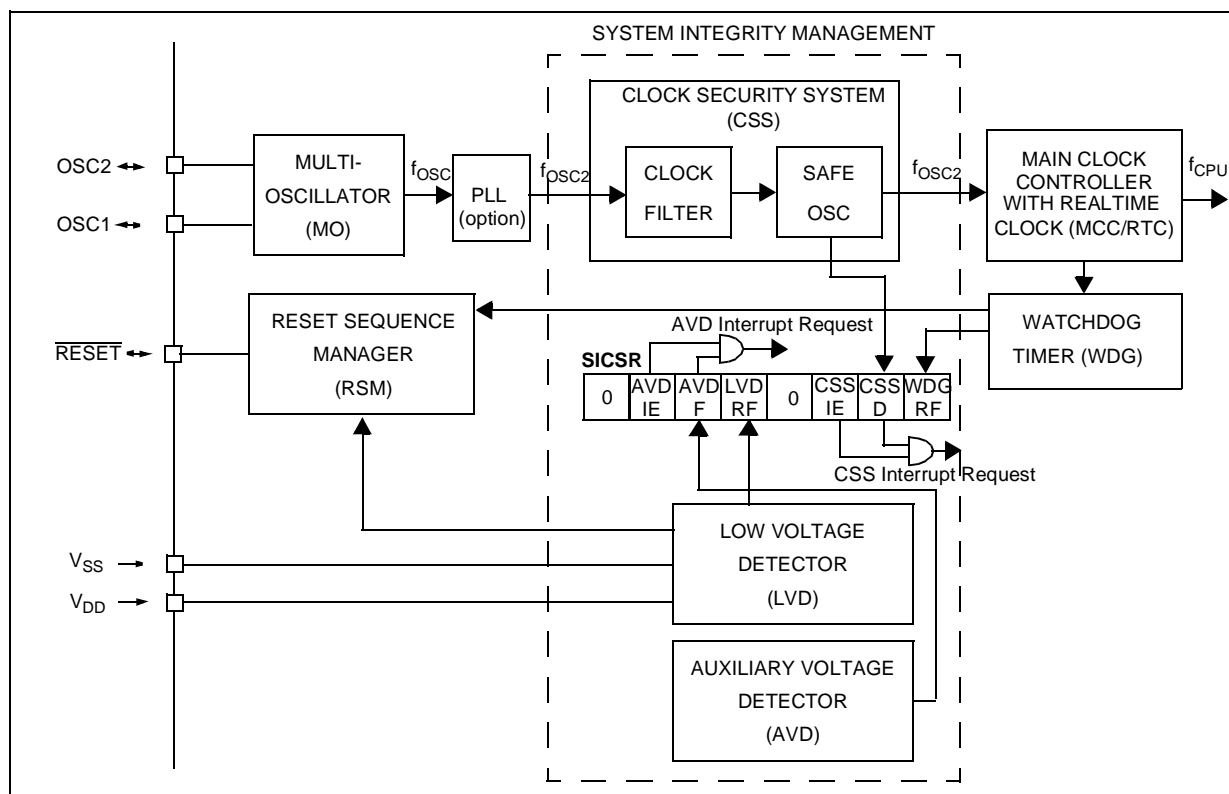 SYSTEM INTEGRITY MANAGEMENT
CLOCK SECURITY SYSTEM
(CSS)
OSC2
OSC1
MULTI-
OSCILLATOR
(MO)
fOSC
PLL
(option)
fOSC2
CLOCK
FILTER
SAFE
OSC
fOSC2
MAIN CLOCK
CONTROLLER
WITH REALTIME
CLOCK (MCC/RTC)
fCPU
RESET
RESET SEQUENCE
MANAGER
(RSM)
AVD Interrupt Request
WATCHDOG
TIMER (WDG)
SICSR
0
AVD
IE
AVD
F
LVD
RF
0
CSS
IE
CSS
D
WDG
RF
CSS Interrupt Request
VSS
VDD
LOW VOLTAGE
DETECTOR
(LVD)
AUXILIARY VOLTAGE
DETECTOR
(AVD)